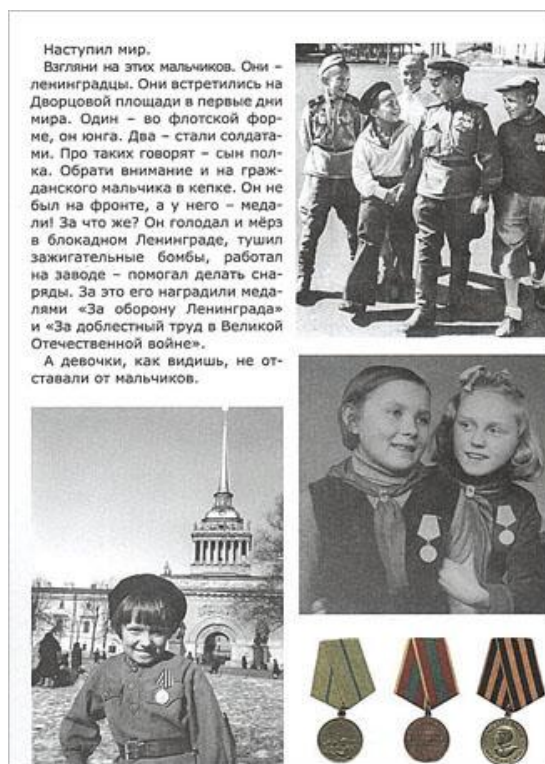 Наступил мир.
Взгляни на этих мальчиков. Они –
ленинградцы. Они встретились на
Дворцовой площади в первые дни
мира. Один – во флотской фор-
ме, он юнга. Два – стали солдата-
ми. Про таких говорят – сын пол-
ка. Обрати внимание и на граж-
данского мальчика в кепке. Он не
был на фронте, а у него – меда-
ли! За что же? Он голодал и мёрз
в блокадном Ленинграде, тушил
зажигательные бомбы, работал
на заводе – помогал делать сна-
ряды. За это его наградили меда-
лями «За оборону Ленинграда»
и «За доблестный труд в Великой
Отечественной войне».
А девочки, как видишь, не от-
ставали от мальчиков.